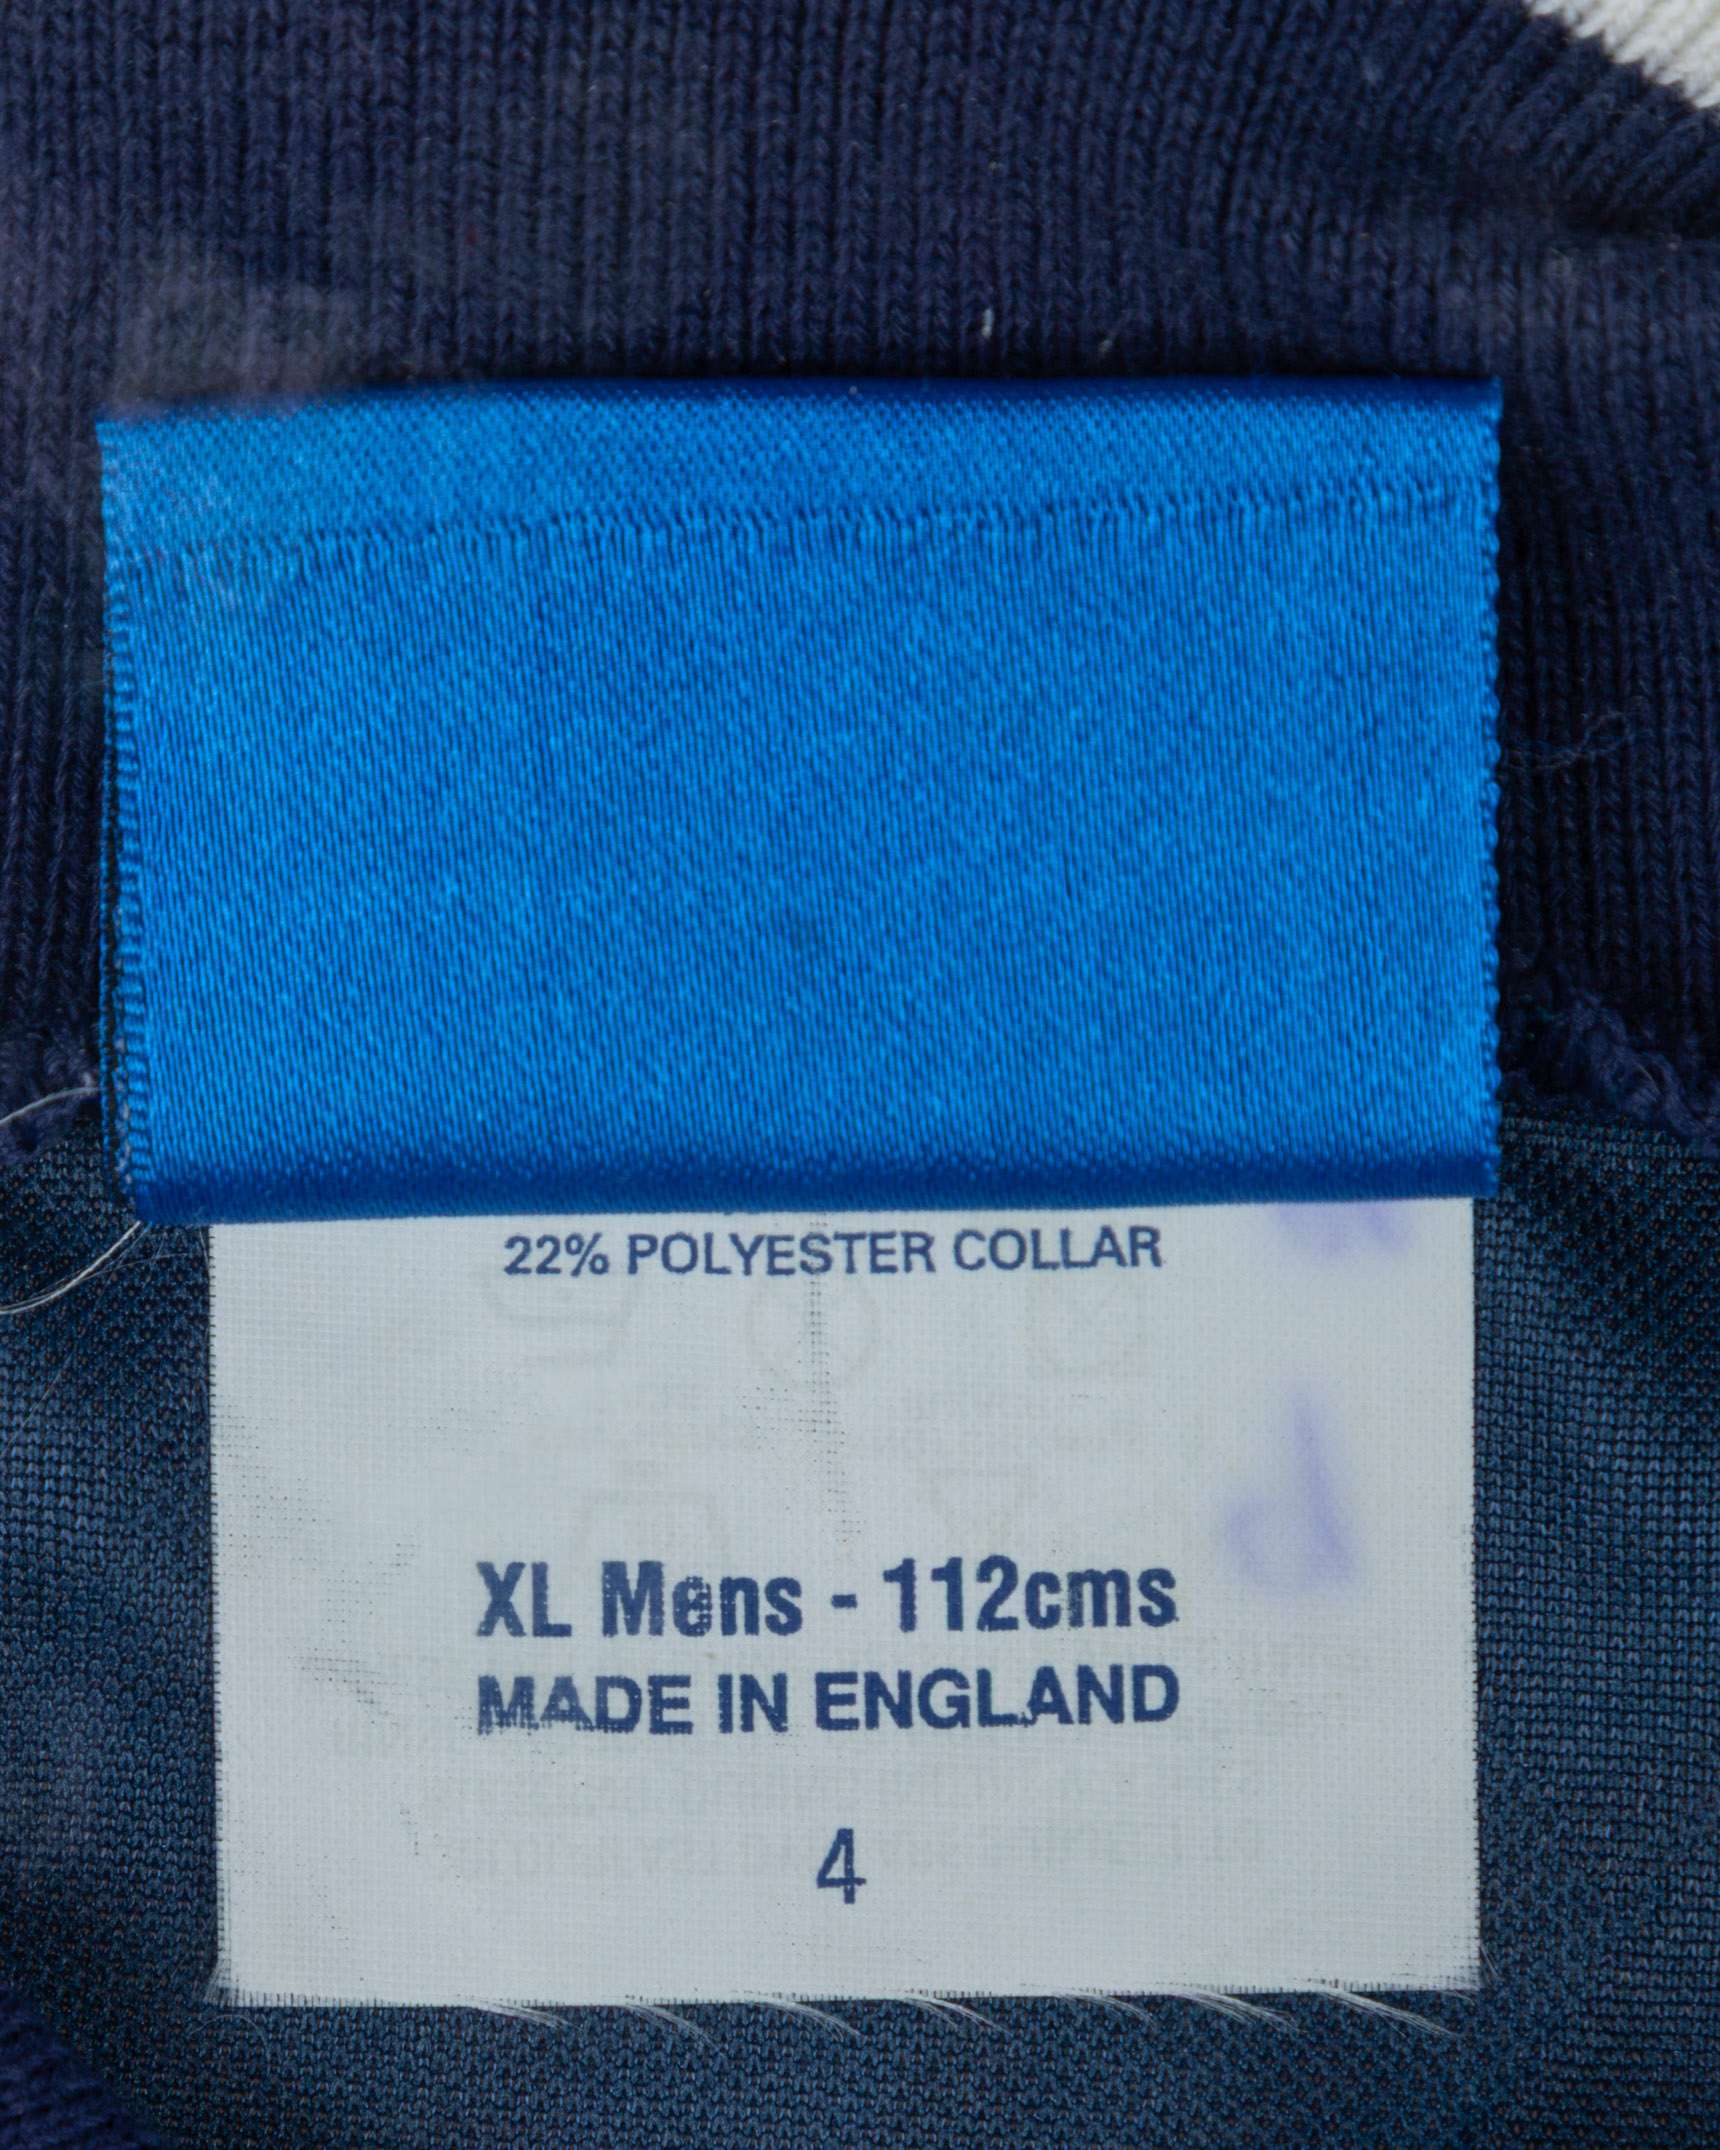 22% POLYESTER COLLAR
XL Mens - 112cms
MADE IN ENGLAND
4